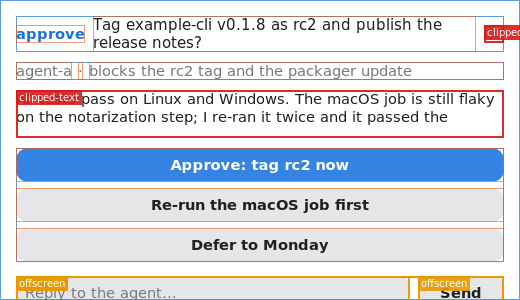 approve Tag example-cli v0.1.8 as rc2 and publish the release notes? clipped
agent-a · blocks the rc2 tag and the packager update
clipped-text pass on Linux and Windows. The macOS job is still flaky
on the notarization step; I re-ran it twice and it passed the
Approve: tag rc2 now
Re-run the macOS job first
Defer to Monday
offscreen offscreen
Reply to the agent... Send